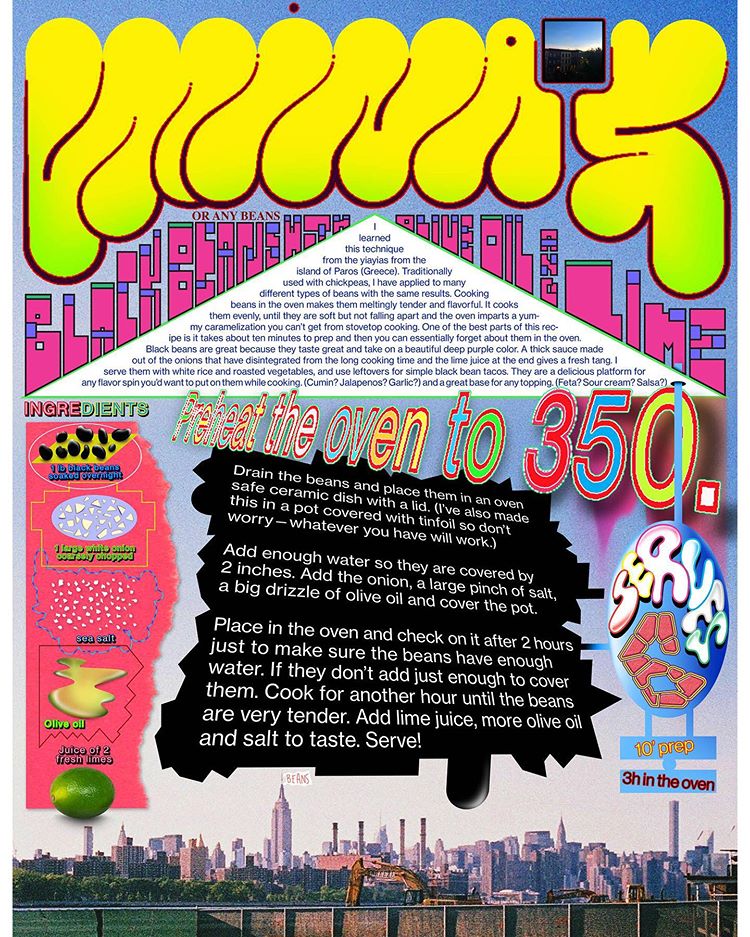 MINA'S
OR ANY BEANS
BLACK BEANS WITH OLIVE OIL AND LIME
I
learned
this technique
from the yiayias from the
island of Paros (Greece). Traditionally
used with chickpeas, I have applied to many
different types of beans with the same results. Cooking
beans in the oven makes them meltingly tender and flavorful. It cooks
them evenly, until they are soft but not falling apart and the oven imparts a yum-
my caramelization you can't get from stovetop cooking. One of the best parts of this rec-
ipe is it takes about ten minutes to prep and then you can essentially forget about them in the oven.
Black beans are great because they taste great and take on a beautiful deep purple color. A thick sauce made
out of the onions that have disintegrated from the long cooking time and the lime juice at the end gives a fresh tang. I
serve them with white rice and roasted vegetables, and use leftovers for simple black bean tacos. They are a delicious platform for
any flavor spin you'd want to put on them while cooking. (Cumin? Jalapenos? Garlic?) and a great base for any topping. (Feta? Sour cream? Salsa?)
INGREDIENTS
1 lb black beans
soaked overnight
1 large white onion
coarsely chopped
sea salt
Olive oil
Juice of 2
fresh limes
Preheat the oven to 350.
Drain the beans and place them in an oven
safe ceramic dish with a lid. (I've also made
this in a pot covered with tinfoil so don't
worry—whatever you have will work.)
Add enough water so they are covered by
2 inches. Add the onion, a large pinch of salt,
a big drizzle of olive oil and cover the pot.
Place in the oven and check on it after 2 hours
just to make sure the beans have enough
water. If they don't add just enough to cover
them. Cook for another hour until the beans
are very tender. Add lime juice, more olive oil
and salt to taste. Serve!
SERVES
6
10' prep
3h in the oven
BEANS